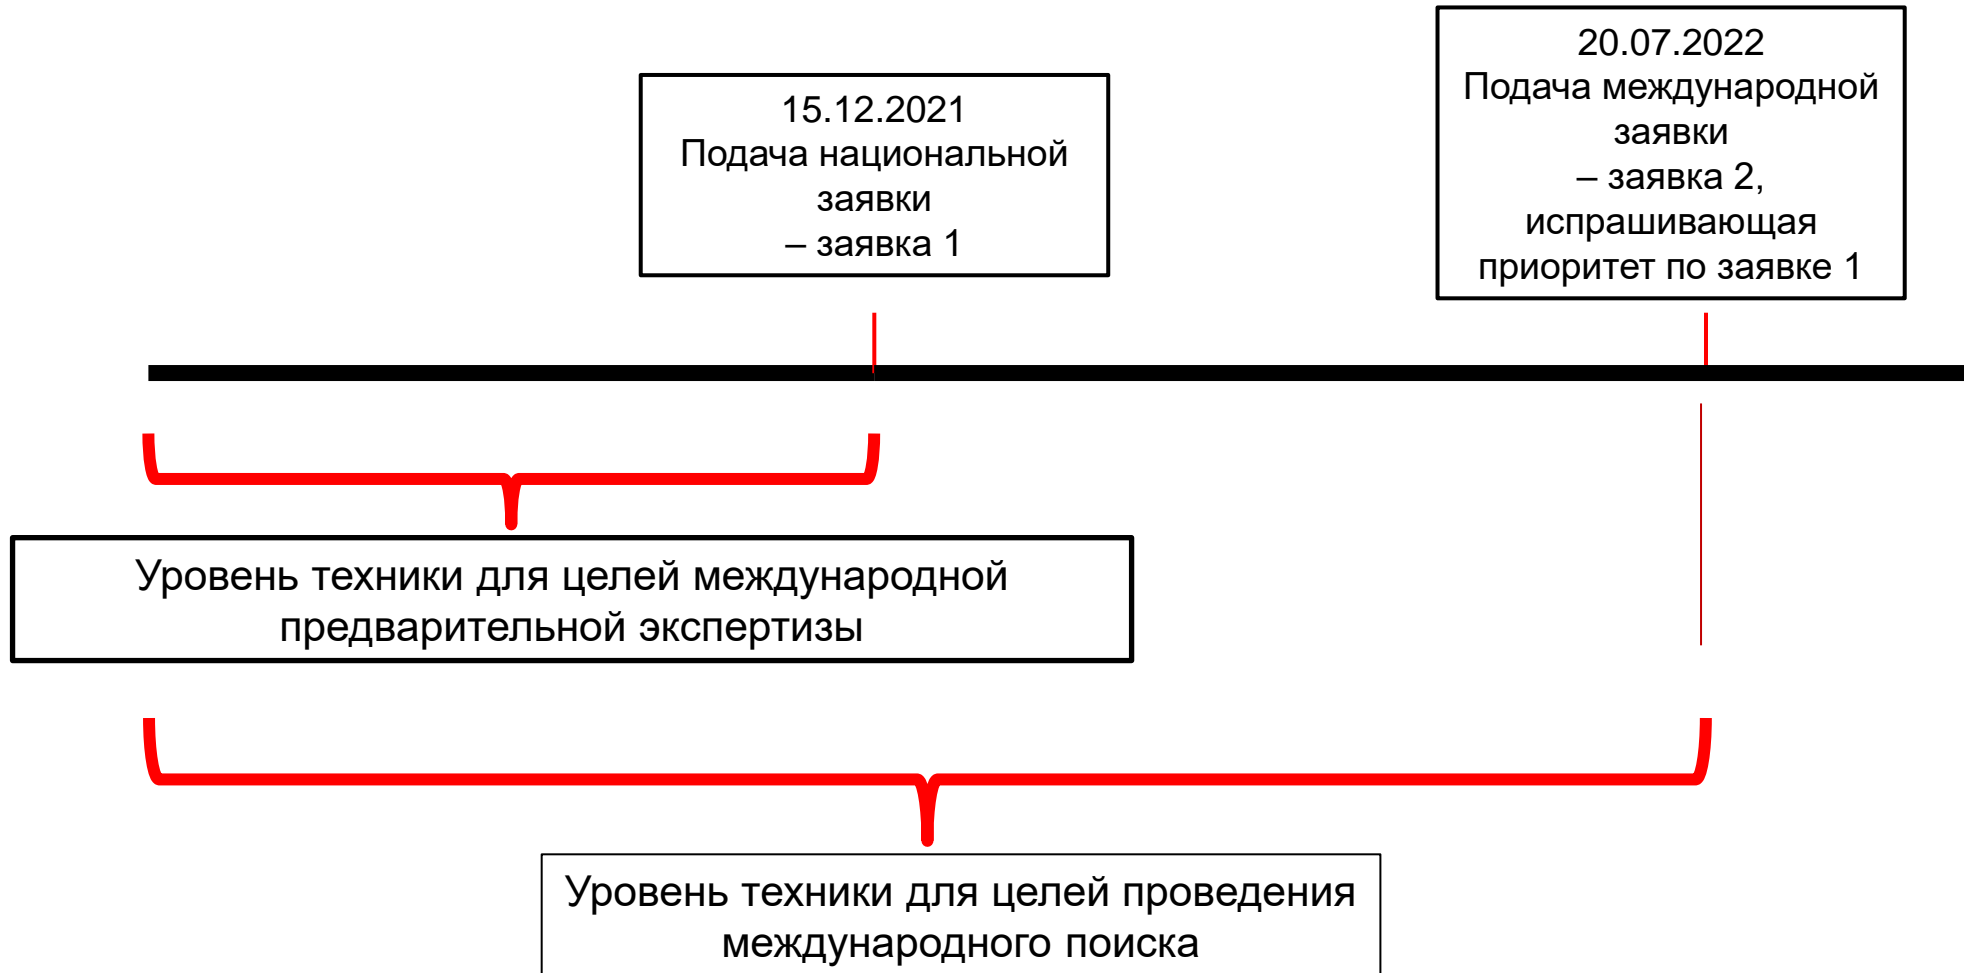 15.12.2021
Подача национальной
заявки
– заявка 1
20.07.2022
Подача международной
заявки
– заявка 2,
испрашивающая
приоритет по заявке 1
Уровень техники для целей международной
предварительной экспертизы
Уровень техники для целей проведения
международного поиска